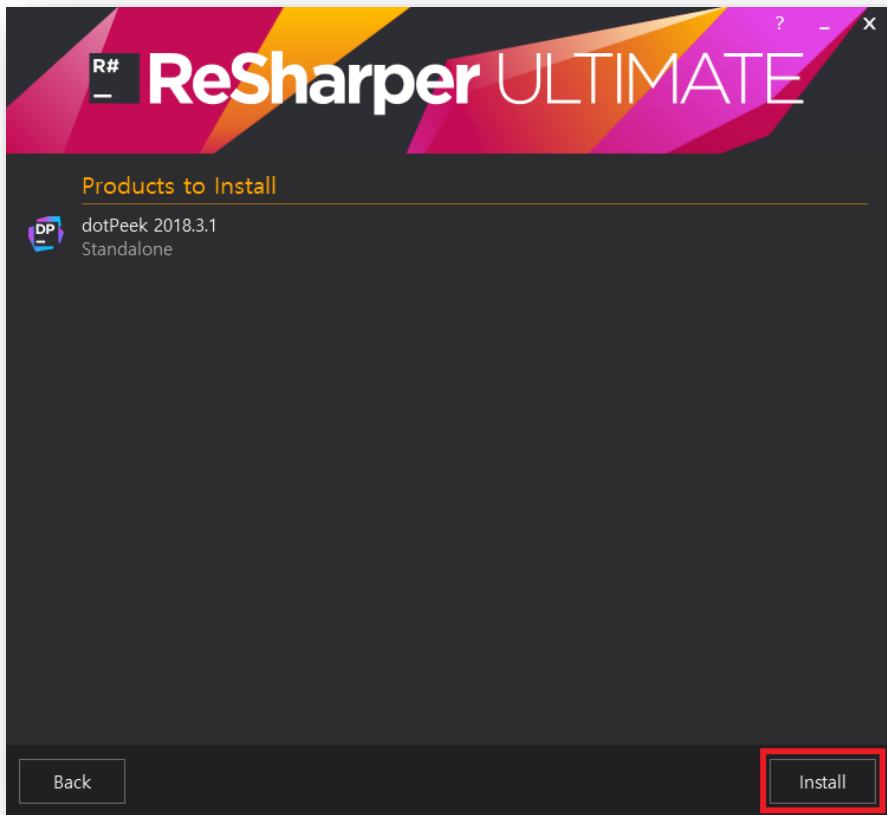 ? _ x
R# ReSharper ULTIMATE
Products to Install
DP dotPeek 2018.3.1
Standalone
Back Install